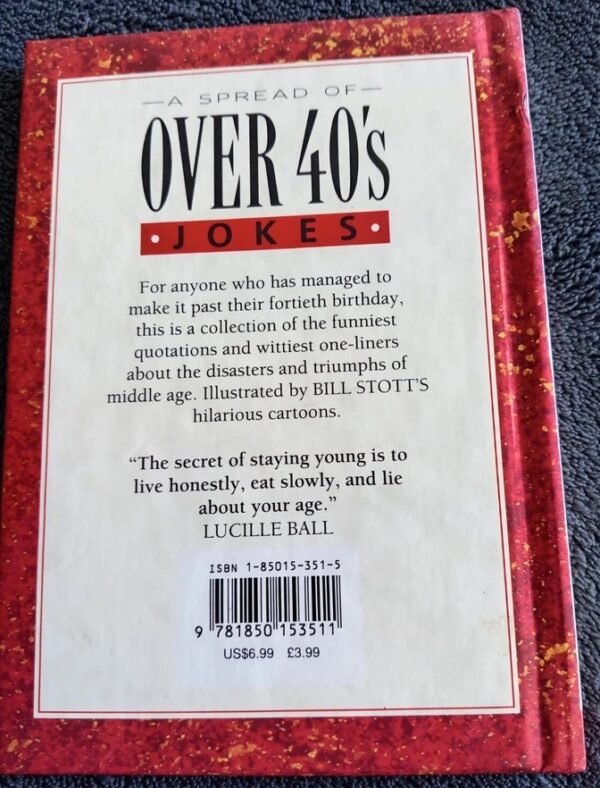 A SPREAD OF
OVER 40's
•JOKES•
For anyone who has managed to
make it past their fortieth birthday,
this is a collection of the funniest
quotations and wittiest one-liners
about the disasters and triumphs of
middle age. Illustrated by BILL STOTT'S
hilarious cartoons.
“The secret of staying young is to
live honestly, eat slowly, and lie
about your age.”
LUCILLE BALL
ISBN 1-85015-351-5
9 781850 153511
US$6.99 £3.99